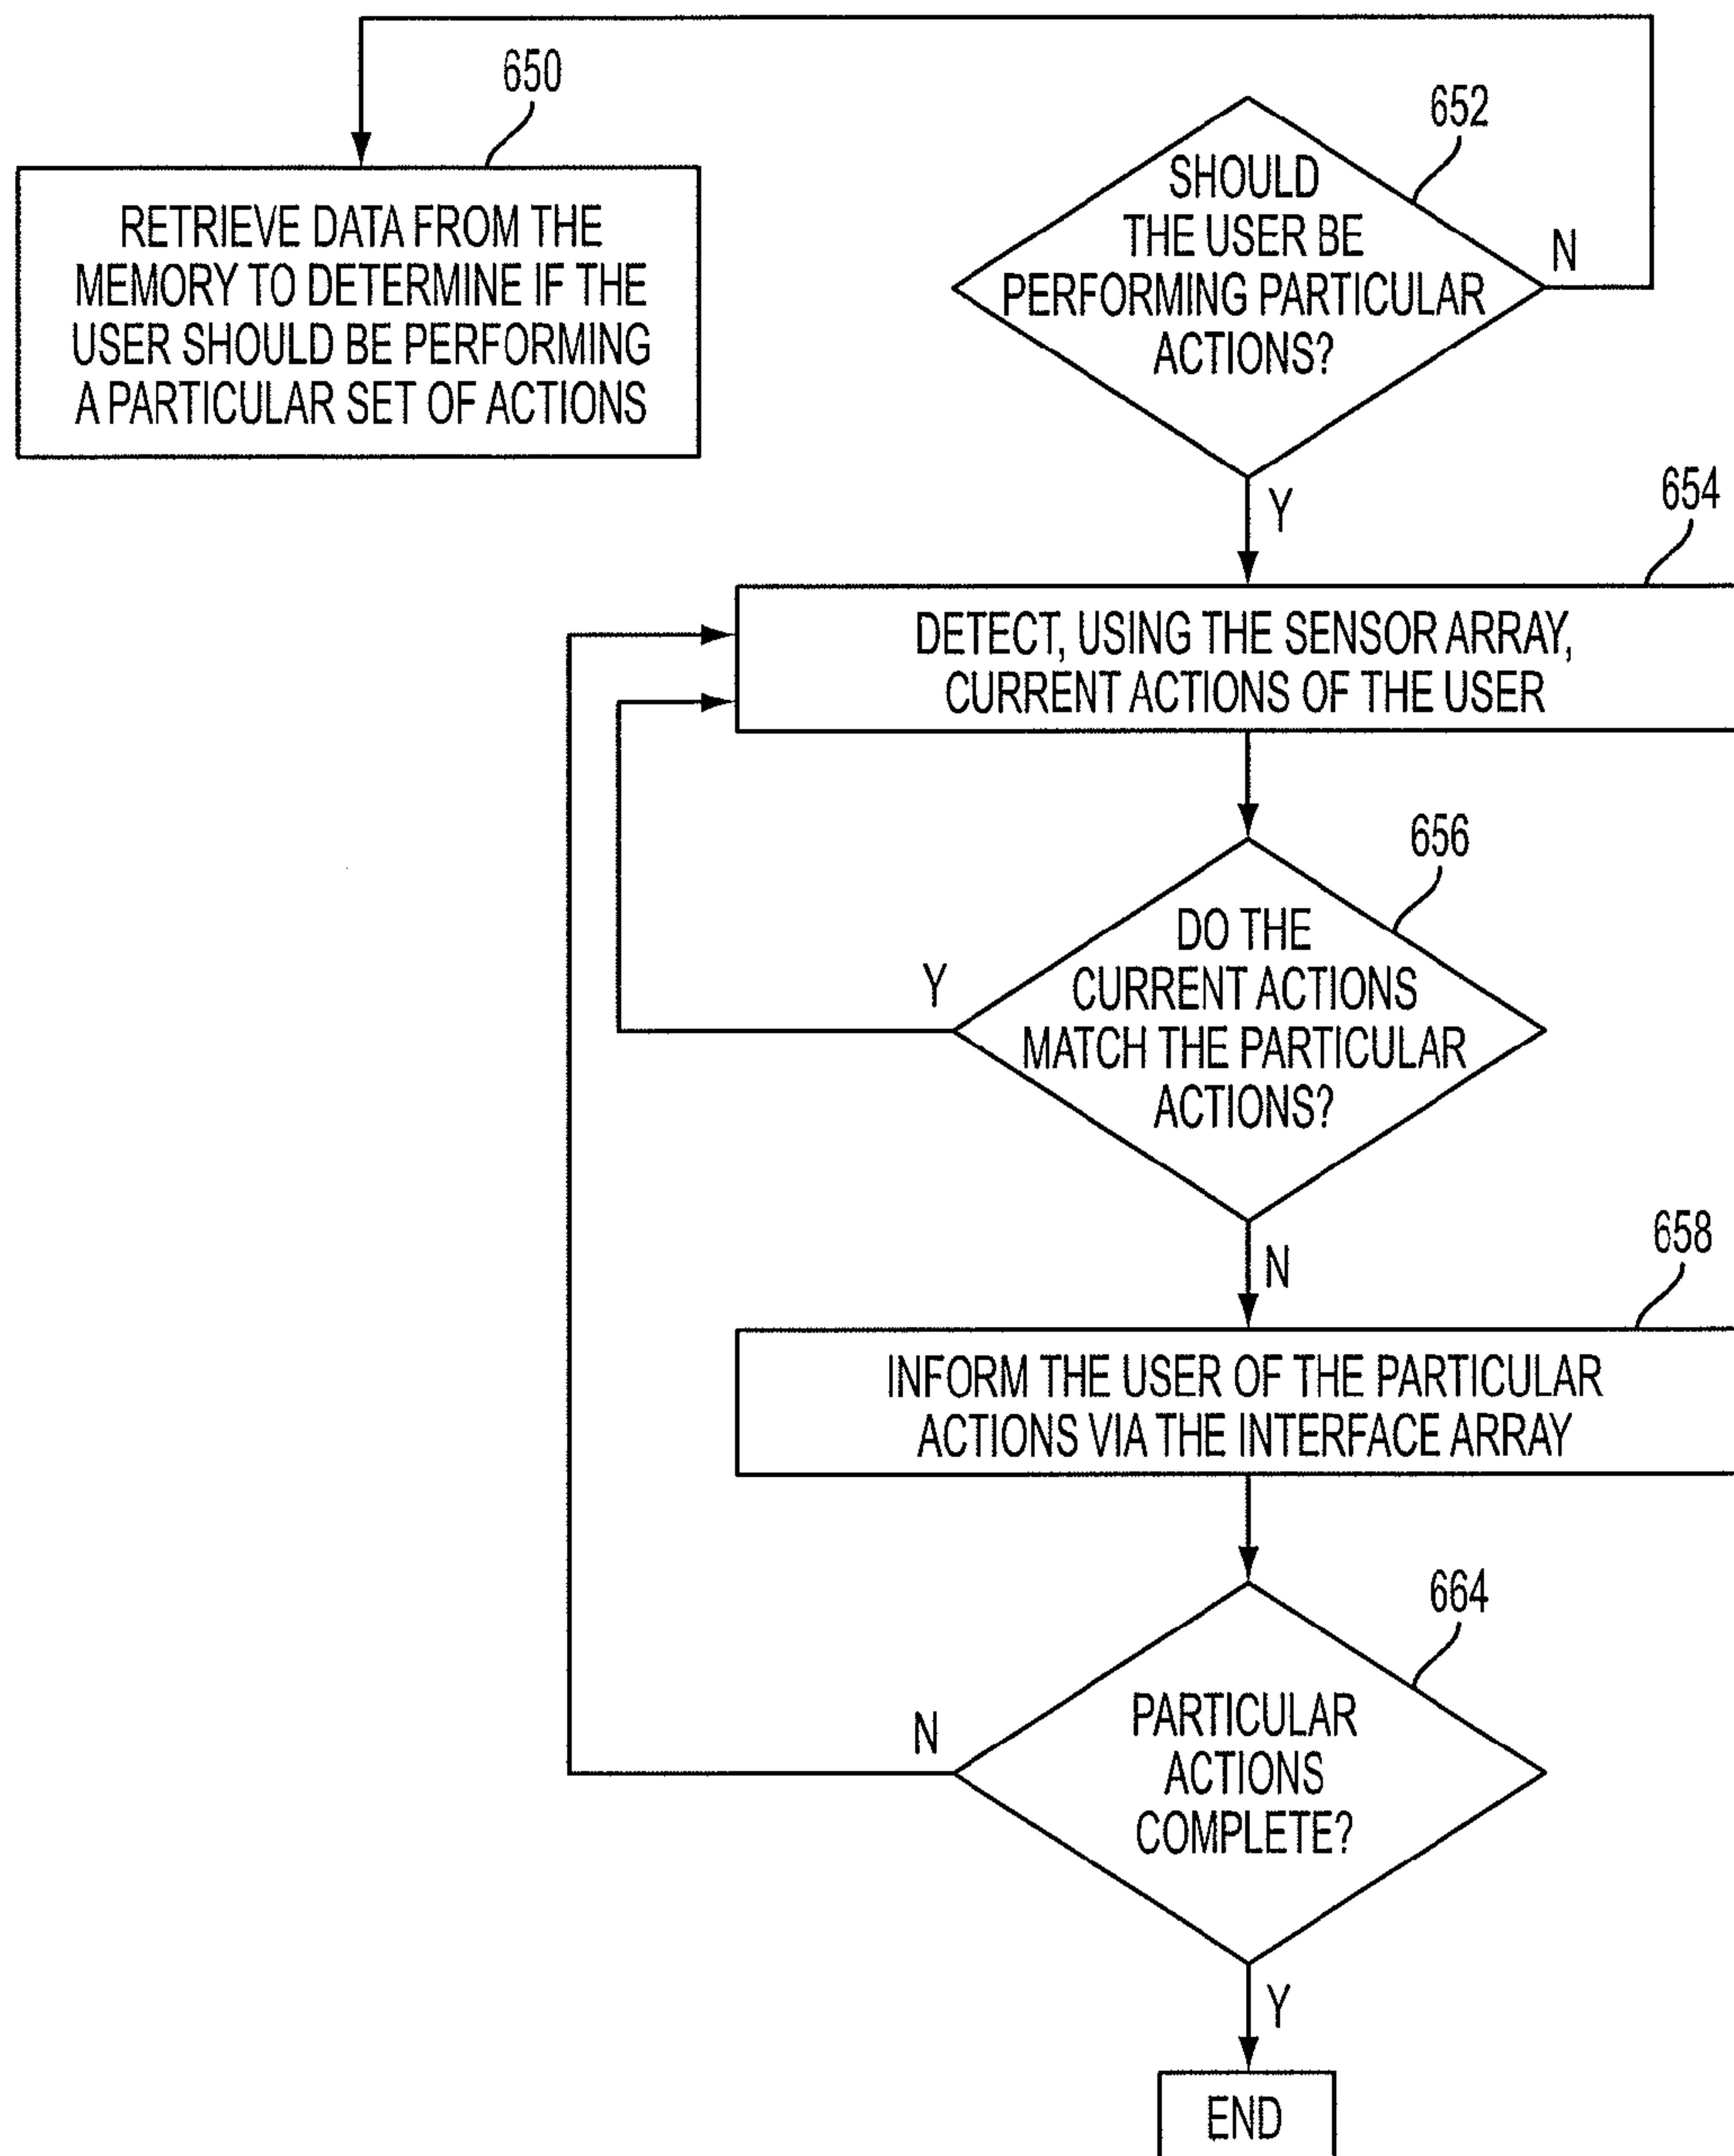 650
RETRIEVE DATA FROM THE
MEMORY TO DETERMINE IF THE
USER SHOULD BE PERFORMING
A PARTICULAR SET OF ACTIONS
652
SHOULD
THE USER BE
PERFORMING PARTICULAR
ACTIONS?
N
Y
654
DETECT, USING THE SENSOR ARRAY,
CURRENT ACTIONS OF THE USER
656
DO THE
CURRENT ACTIONS
MATCH THE PARTICULAR
ACTIONS?
Y
N
658
INFORM THE USER OF THE PARTICULAR
ACTIONS VIA THE INTERFACE ARRAY
664
PARTICULAR
ACTIONS
COMPLETE?
N
Y
END